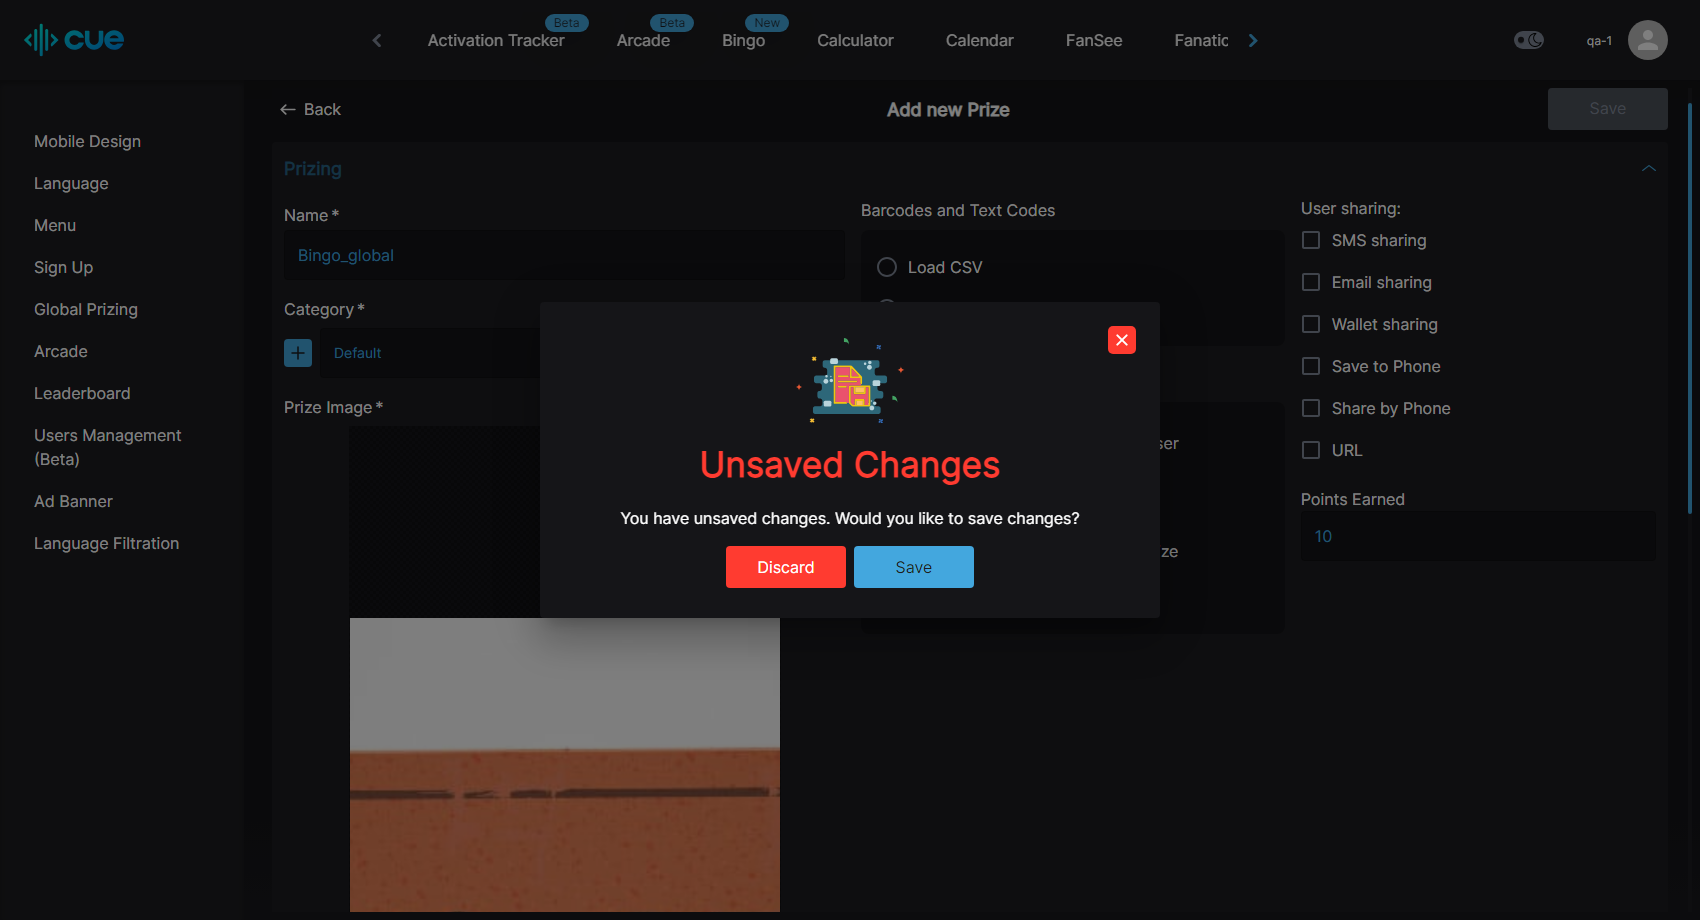 cue
Activation Tracker
Beta
Arcade
Beta
Bingo
New
Calculator
Calendar
FanSee
Fanatic
qa-1
Back
Add new Prize
Save
Mobile Design
Language
Menu
Sign Up
Global Prizing
Arcade
Leaderboard
Users Management
(Beta)
Ad Banner
Language Filtration
Prizing
Name*
Bingo_global
Category*
Default
Prize Image*
Barcodes and Text Codes
Load CSV
ser
ze
User sharing:
SMS sharing
Email sharing
Wallet sharing
Save to Phone
Share by Phone
URL
Points Earned
10
Unsaved Changes
You have unsaved changes. Would you like to save changes?
Discard
Save